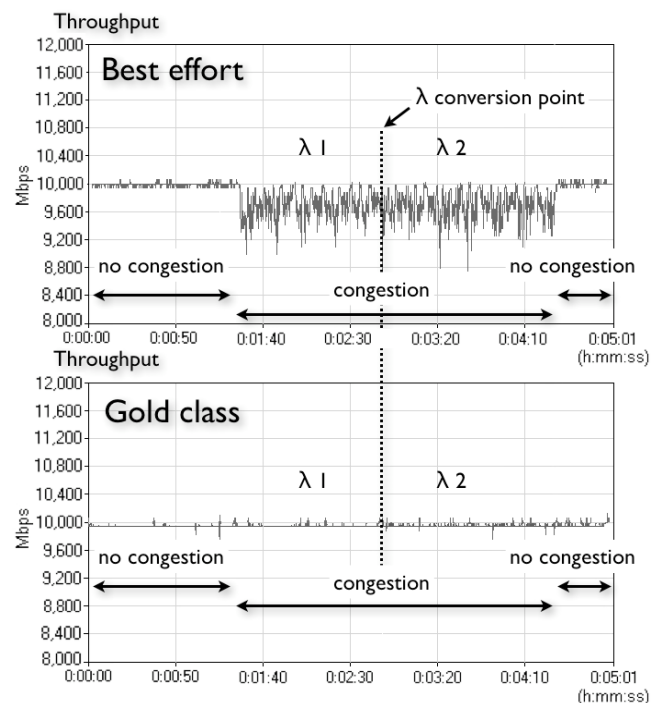 Throughput
12,000
Best effort
11,600
11,200
λ conversion point
10,800
10,400
λ 1
λ 2
10,000
Mbps
9,600
9,200
8,800
no congestion
no congestion
congestion
8,400
8,000
0:00:00 0:00:50 0:01:40 0:02:30 0:03:20 0:04:10 0:05:01
(h:mm:ss)
Throughput
12,000
Gold class
11,600
11,200
10,800
10,400
λ 1
λ 2
10,000
Mbps
9,600
no congestion
no congestion
9,200
congestion
8,800
8,400
8,000
0:00:00 0:00:50 0:01:40 0:02:30 0:03:20 0:04:10 0:05:01
(h:mm:ss)